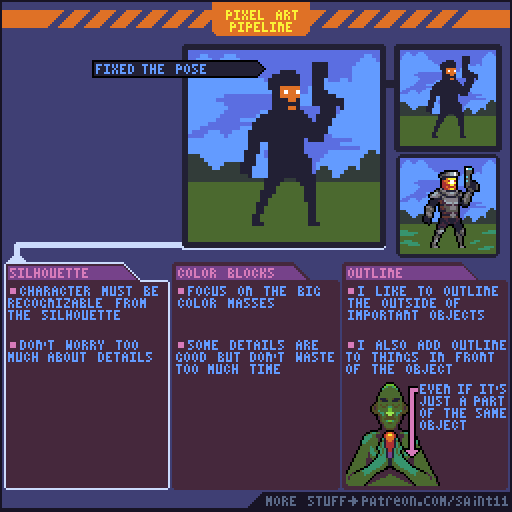 PIXEL ART
PIPELINE
FIXED THE POSE
SILHOUETTE
CHARACTER MUST BE
RECOGNIZABLE FROM
THE SILHOUETTE
DON'T WORRY TOO
MUCH ABOUT DETAILS
COLOR BLOCKS
FOCUS ON THE BIG
COLOR MASSES
SOME DETAILS ARE
GOOD BUT DON'T WASTE
TOO MUCH TIME
OUTLINE
I LIKE TO OUTLINE
THE OUTSIDE OF
IMPORTANT OBJECTS
I ALSO ADD OUTLINE
TO THINGS IN FRONT
OF THE OBJECT
EVEN IF IT'S
JUST A PART
OF THE SAME
OBJECT
MORE STUFF→PATREON.COM/SAINT11